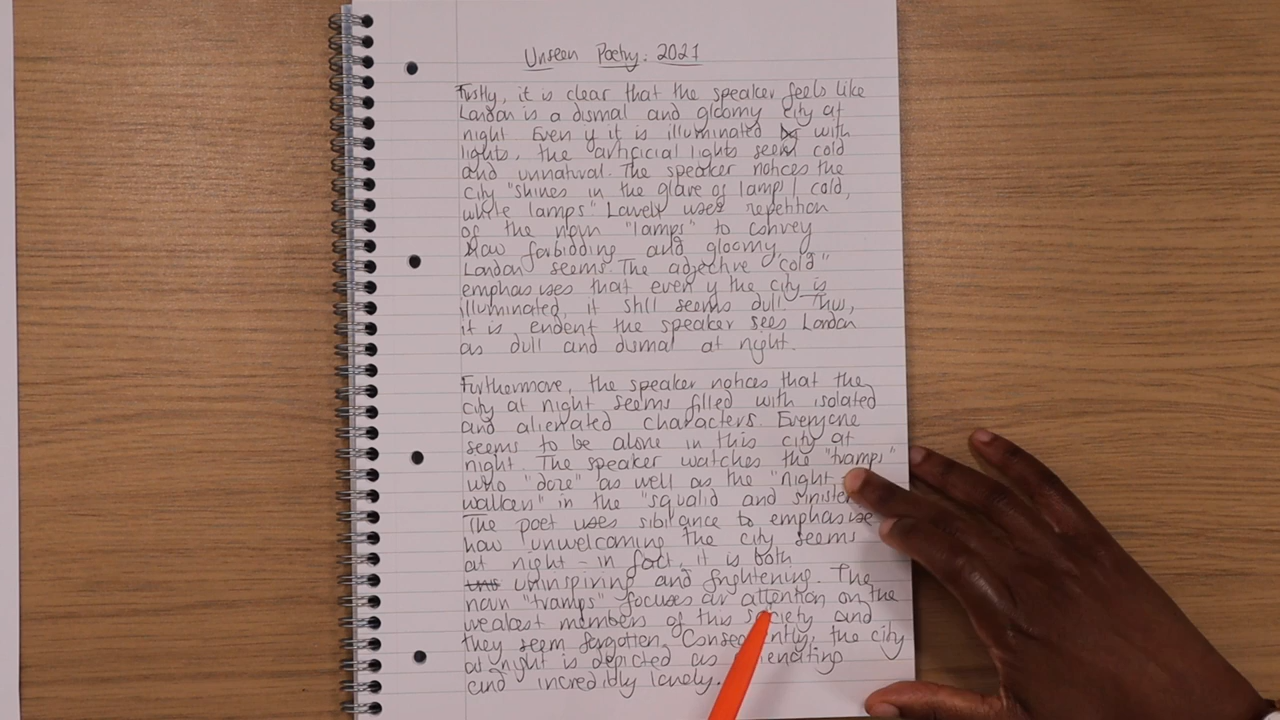 Unseen Poetry: 2021
Firstly, it is clear that the speaker feels like
London is a dismal and gloomy city at
night. Even if it is illuminated with
lights, the artificial lights seem cold
and unnatural. The speaker notices the
city "shines in the glare of lamps / cold,
white lamps". Lowell uses repetition
of the noun "lamps" to convey
how forbidding and gloomy
London seems. The adjective "cold"
emphasises that even if the city is
illuminated, it still seems dull. Thus,
it is evident the speaker sees London
as dull and dismal at night.
Furthermore, the speaker notices that the
city at night seems filled with isolated
and alienated characters. Everyone
seems to be alone in this city at
night. The speaker watches the "tramps"
who "doze" as well as the "night -
walkers" in the "squalid and sinister
The poet uses sibilance to emphasise
how unwelcoming the city seems
at night - in fact, it is both
uninspiring and frightening. The
noun "tramps" focuses our attention on the
weakest members of this society and
they seem forgotten. Consequently, the city
at night is depicted as alienating
and incredibly lonely.